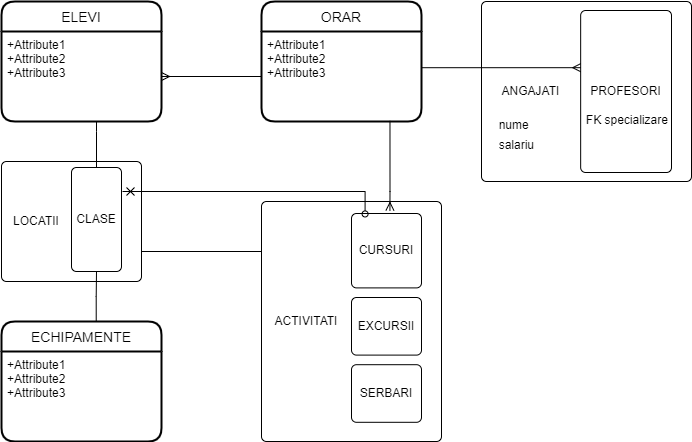 ELEVI
+Attribute1
+Attribute2
+Attribute3
ORAR
+Attribute1
+Attribute2
+Attribute3
ANGAJATI
nume
salariu
PROFESORI
FK specializare
LOCATII
CLASE
ACTIVITATI
CURSURI
EXCURSII
SERBARI
ECHIPAMENTE
+Attribute1
+Attribute2
+Attribute3